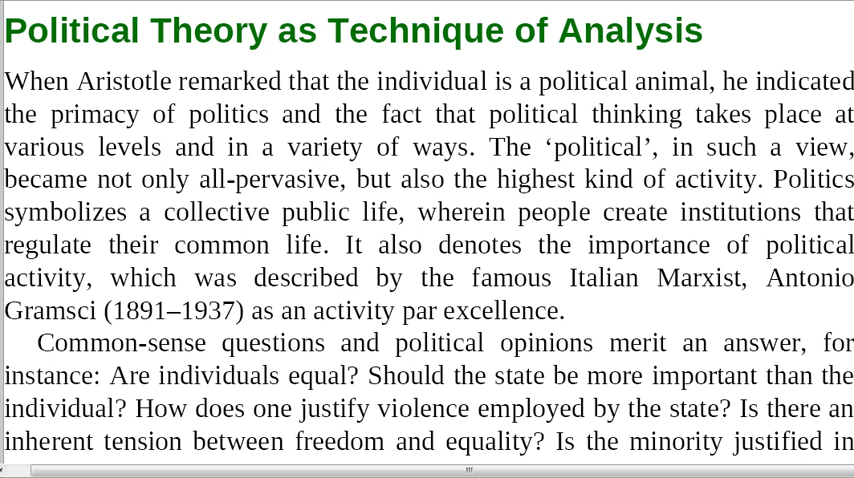 Political Theory as Technique of Analysis
When Aristotle remarked that the individual is a political animal, he indicated
the primacy of politics and the fact that political thinking takes place at
various levels and in a variety of ways. The ‘political’, in such a view,
became not only all-pervasive, but also the highest kind of activity. Politics
symbolizes a collective public life, wherein people create institutions that
regulate their common life. It also denotes the importance of political
activity, which was described by the famous Italian Marxist, Antonio
Gramsci (1891–1937) as an activity par excellence.
Common-sense questions and political opinions merit an answer, for
instance: Are individuals equal? Should the state be more important than the
individual? How does one justify violence employed by the state? Is there an
inherent tension between freedom and equality? Is the minority justified in